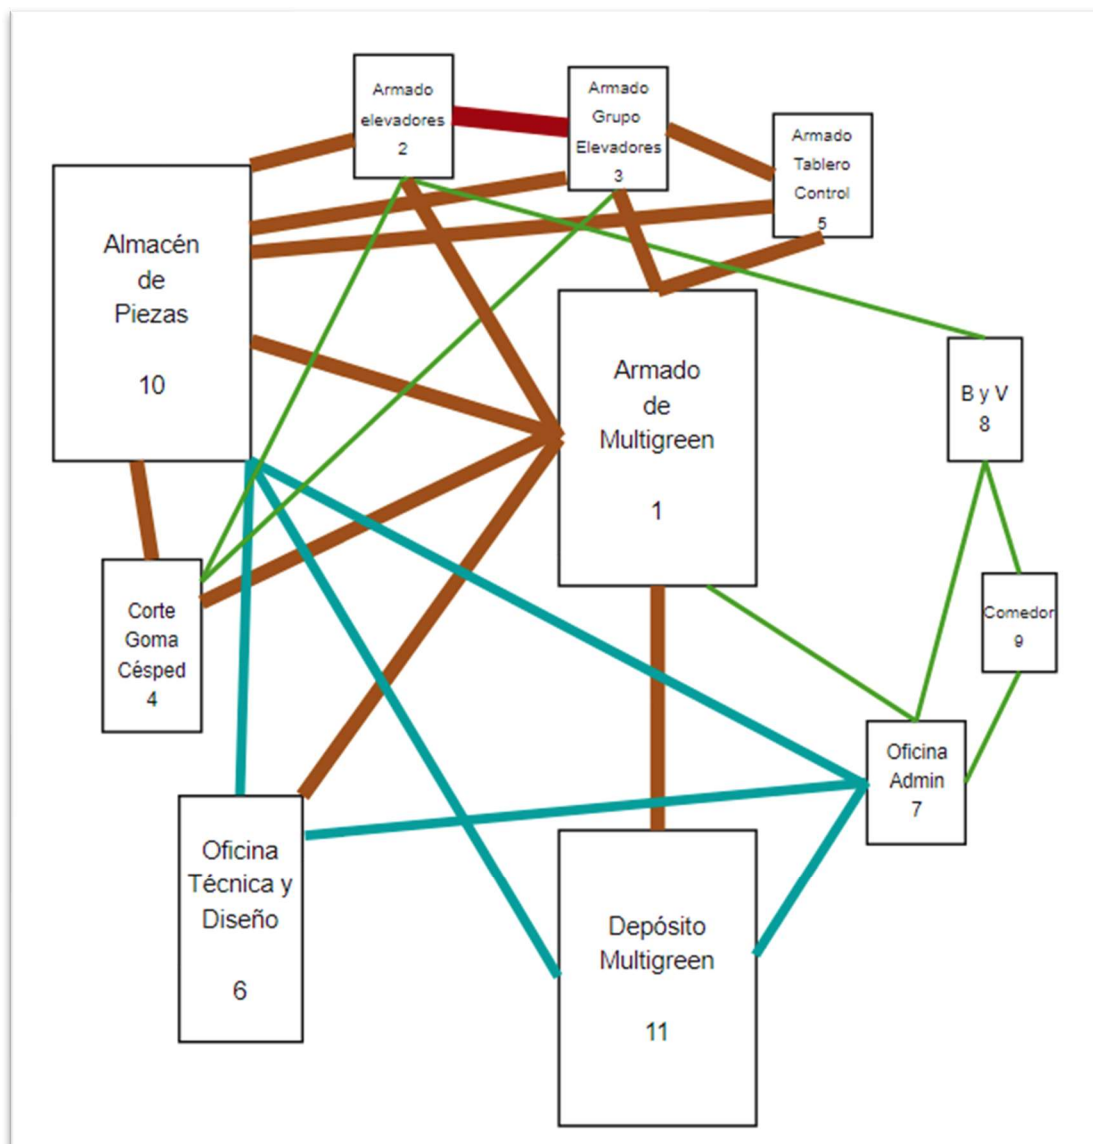 Armado
elevadores
2
Armado
Grupo
Elevadores
3
Armado
Tablero
Control
5
Almacén
de
Piezas
10
Armado
de
Multigreen
1
B y V
8
Corte
Goma
Césped
4
Comedor
9
Oficina
Admin
7
Oficina
Técnica y
Diseño
6
Depósito
Multigreen
11